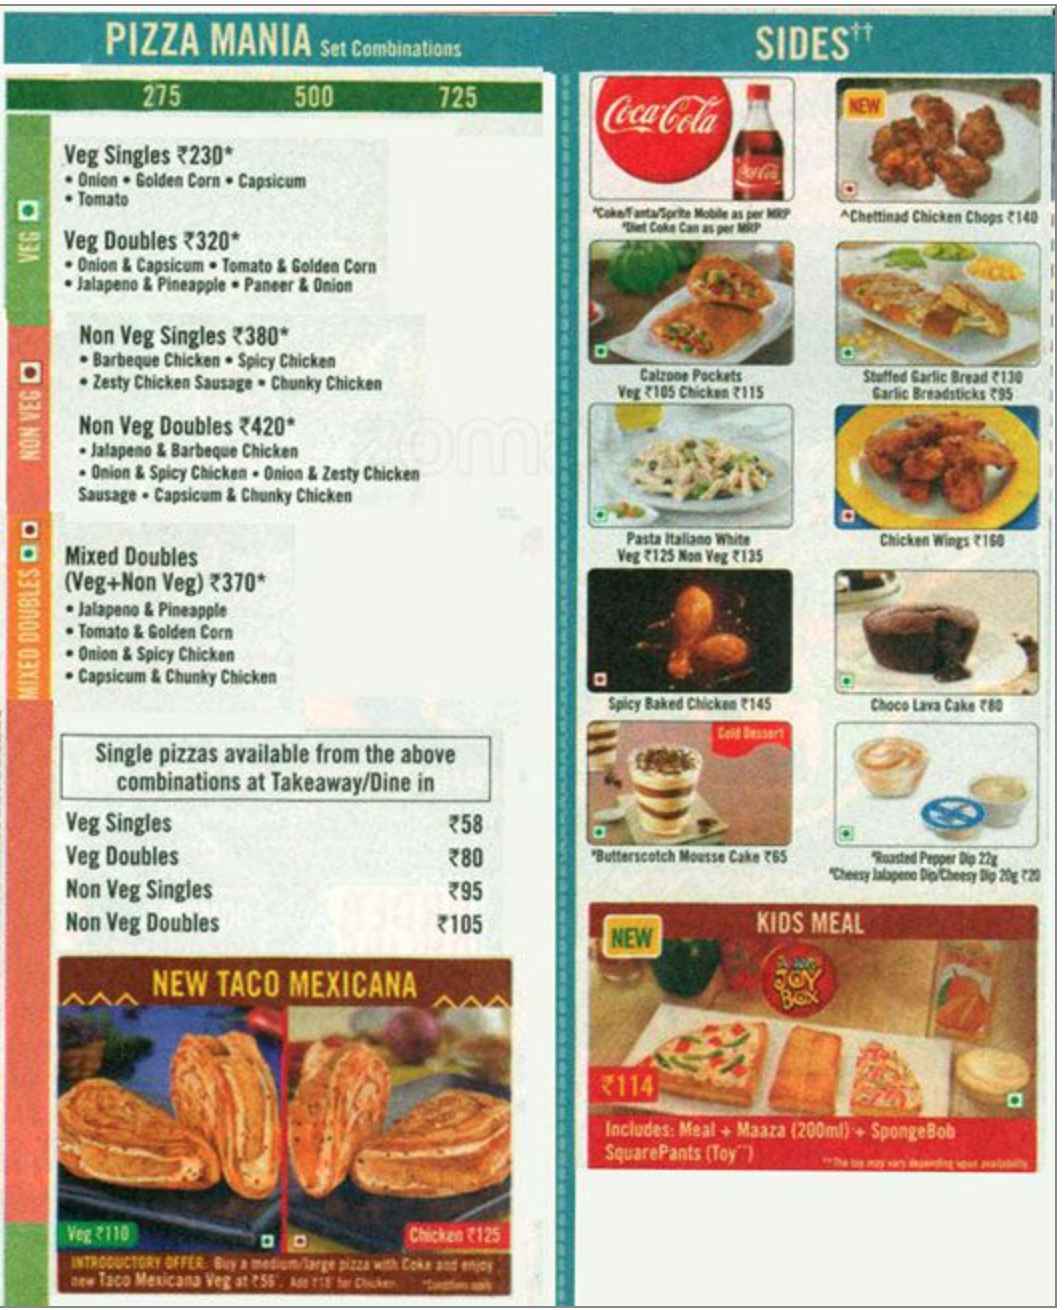 PIZZA MANIA Set Combinations
275 500 725
VEG
Veg Singles ₹230*
• Onion • Golden Corn • Capsicum
• Tomato
Veg Doubles ₹320*
• Onion & Capsicum • Tomato & Golden Corn
• Jalapeno & Pineapple • Paneer & Onion
NON VEG
Non Veg Singles ₹380*
• Barbeque Chicken • Spicy Chicken
• Zesty Chicken Sausage • Chunky Chicken
Non Veg Doubles ₹420*
• Jalapeno & Barbeque Chicken
• Onion & Spicy Chicken • Onion & Zesty Chicken
Sausage • Capsicum & Chunky Chicken
MIXED DOUBLES
Mixed Doubles
(Veg+Non Veg) ₹370*
• Jalapeno & Pineapple
• Tomato & Golden Corn
• Onion & Spicy Chicken
• Capsicum & Chunky Chicken
Single pizzas available from the above
combinations at Takeaway/Dine in
Veg Singles ₹58
Veg Doubles ₹80
Non Veg Singles ₹95
Non Veg Doubles ₹105
NEW TACO MEXICANA
Veg ₹110
Chicken ₹125
INTRODUCTORY OFFER: Buy a medium/large pizza with Coke and enjoy
new Taco Mexicana Veg at ₹56*. Add ₹15* for Chicken. *Conditions apply
SIDES††
Coca-Cola
Coca-Cola
#Coke/Fanta/Sprite Mobile as per MRP
#Diet Coke Can as per MRP
NEW
^Chettinad Chicken Chops ₹140
Calzone Pockets
Veg ₹105 Chicken ₹115
Stuffed Garlic Bread ₹130
Garlic Breadsticks ₹95
Pasta Italiano White
Veg ₹125 Non Veg ₹135
Chicken Wings ₹160
Spicy Baked Chicken ₹145
Choco Lava Cake ₹80
Cold Dessert
#Butterscotch Mousse Cake ₹65
#Roasted Pepper Dip 22g
#Cheesy Jalapeno Dip/Cheesy Dip 20g ₹20
KIDS MEAL
NEW
JOY
BOX
₹114
Includes: Meal + Maaza (200ml) + SpongeBob
SquarePants (Toy^^)
^^The toy may vary depending upon availability